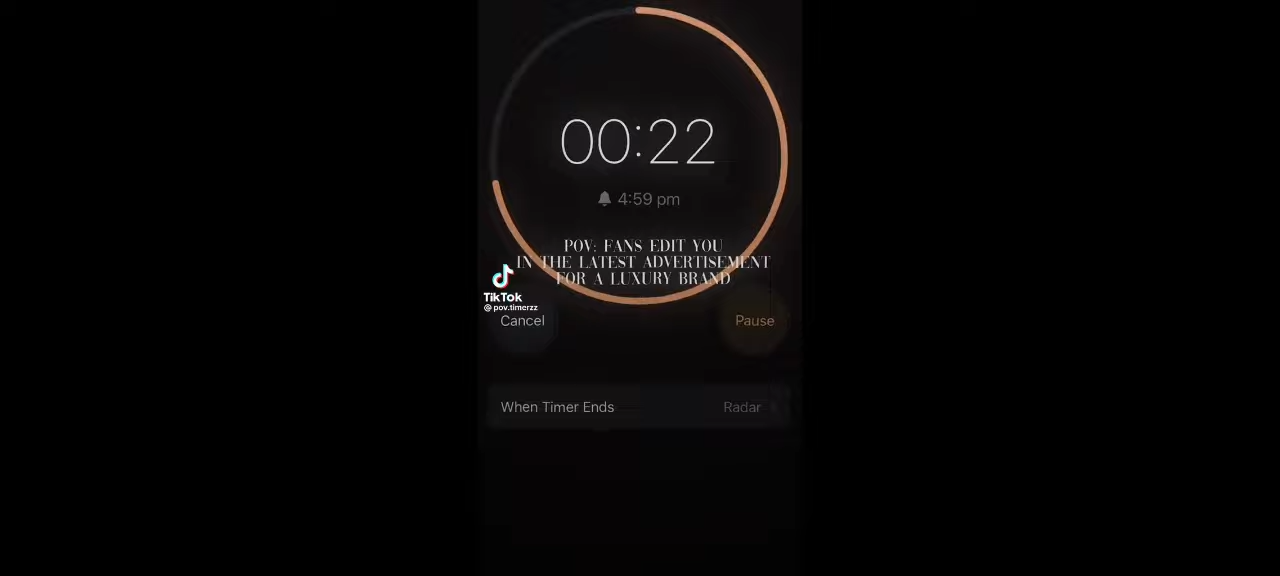 00:22
4:59 pm
POV: FANS EDIT YOU
IN THE LATEST ADVERTISEMENT
FOR A LUXURY BRAND
TikTok
@ pov.timerzz
Cancel
Pause
When Timer Ends
Radar